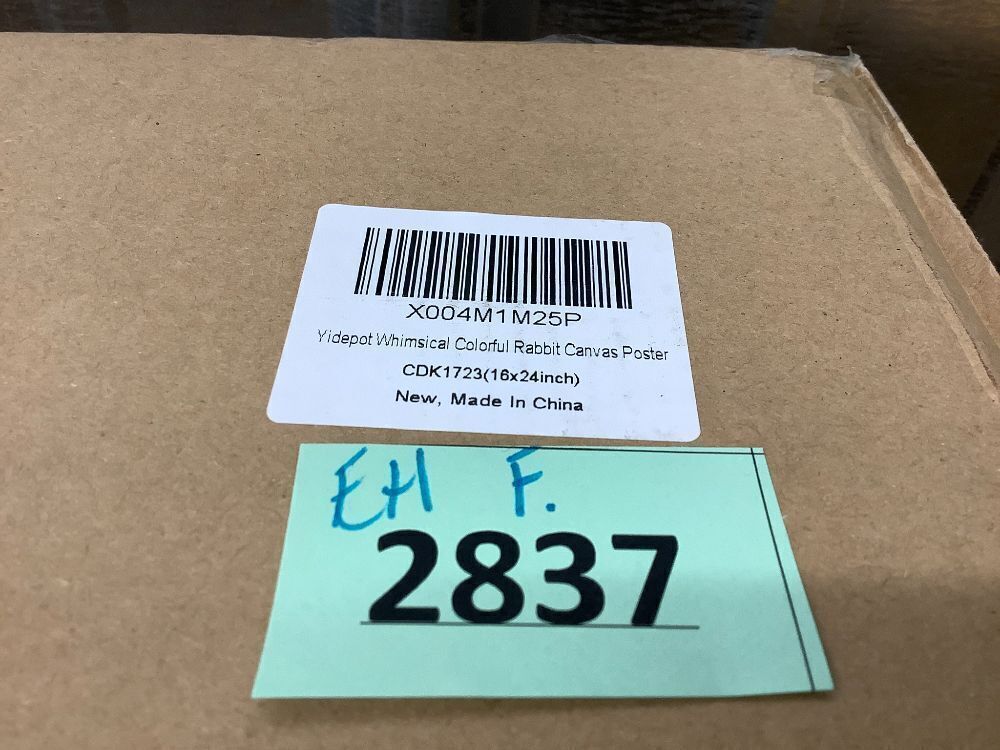 X004M1M25P
Yidepot Whimsical Colorful Rabbit Canvas Poster
CDK1723(16x24inch)
New, Made In China
EH F.
2837